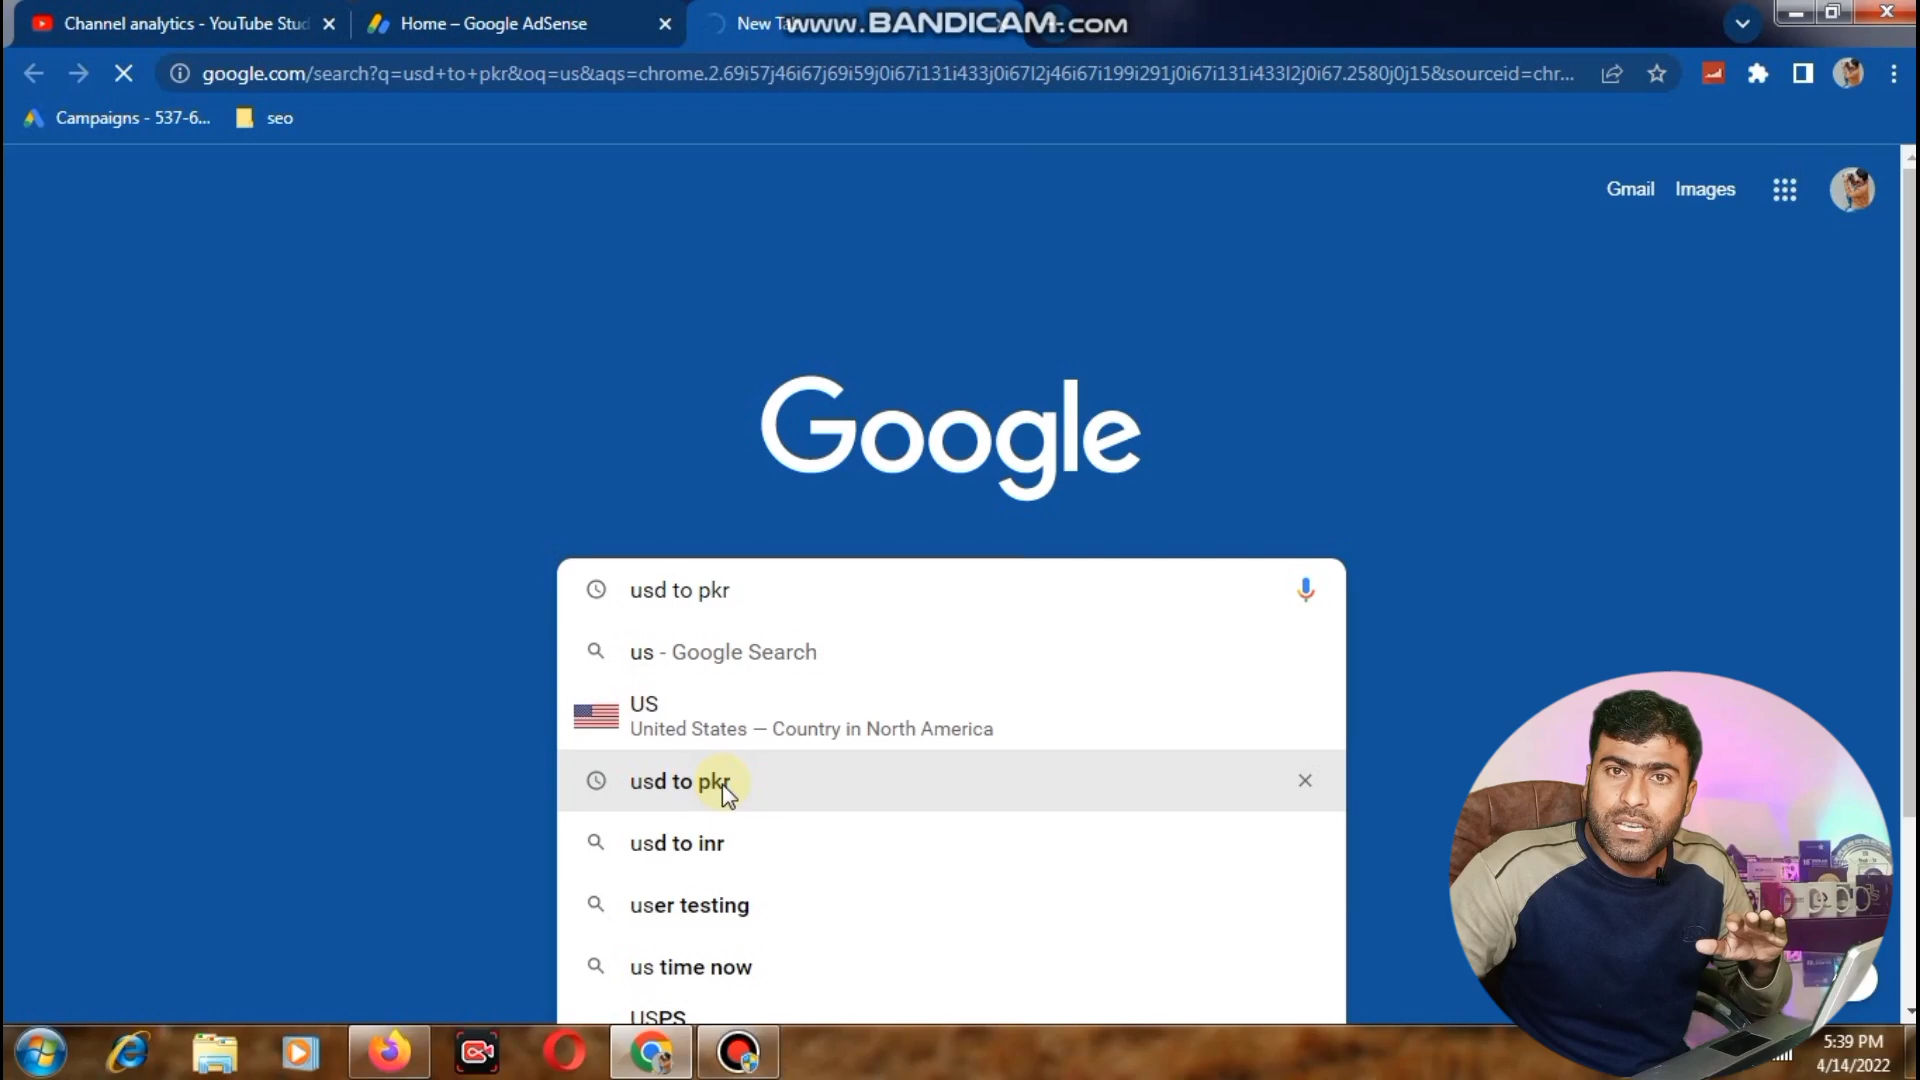 Channel analytics - YouTube Stud
Home – Google AdSense
New Ta
www.BANDICAM.com
google.com/search?q=usd+to+pkr&oq=us&aqs=chrome.2.69i57j46i67j69i59j0i67i131i433j0i67l2j46i67i199i291j0i67i131i433l2j0i67.2580j0j15&sourceid=chr...
Campaigns - 537-6...
seo
Gmail
Images
Google
usd to pkr
us - Google Search
US
United States — Country in North America
usd to pkr
usd to inr
user testing
us time now
USPS
5:39 PM
4/14/2022